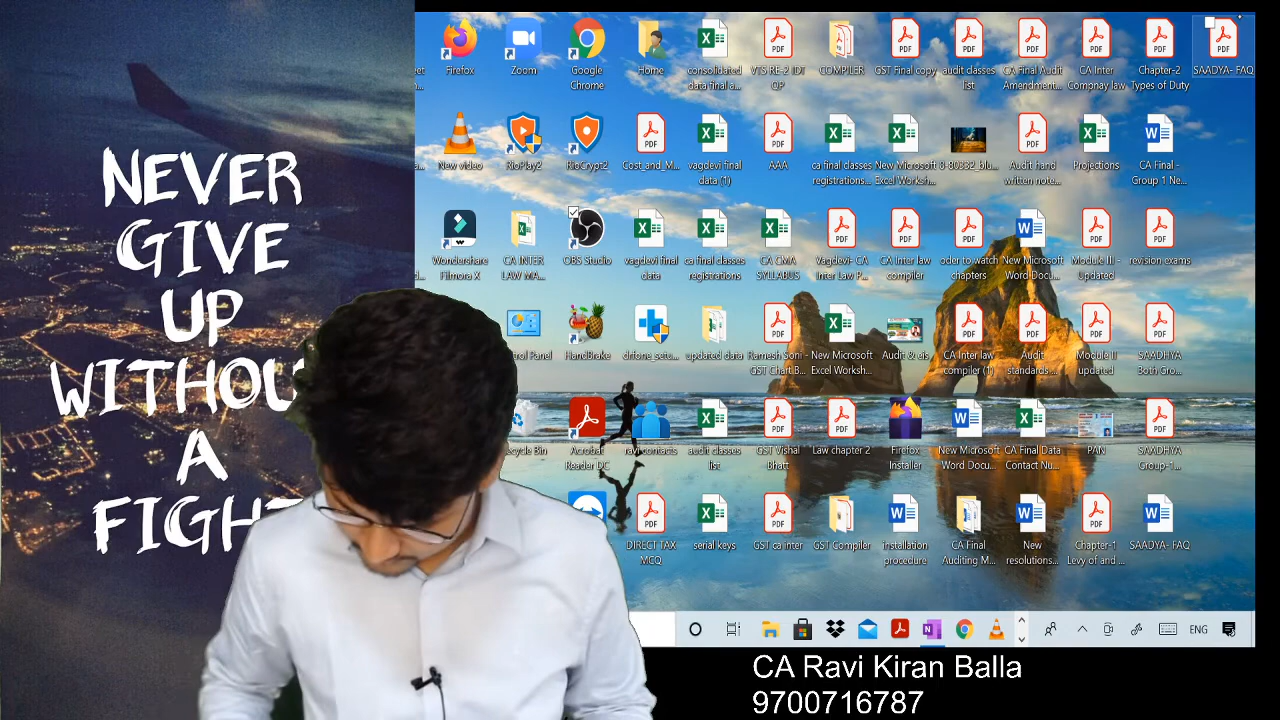 NEVER
GIVE
UP
WITHOU
A
FIGH
Firefox
Zoom
Google
Chrome
Home
consolidated
data final a...
VTS RE-2 IDT
QP
COMPILER
GST Final copy
audit classes
list
CA Final Audit
Amendment...
CA Inter
Compnay law
Chapter-2
Types of Duty
SAADYA- FAQ
New video
RioPlay2
RioCrypt2
Cost_and_M...
vagdevi final
data (1)
AAA
ca final classes
registrations...
New Microsoft
Excel Worksh...
Audit hand
written note...
Projections
CA Final -
Group 1 Ne...
Wondershare
Filmora X
CA INTER
LAW MA...
OBS Studio
vagdevi final
data
ca final classes
registrations
CA CMA
SYLLABUS
Vagdevi- CA
Inter Law F...
CA Inter law
compiler
oder to watch
chapters
New Microsoft
Word Docu...
Module III -
Updated
revision exams
trol Panel
HandBrake
drfone_setu...
updated data
Ramesh Soni -
GST Chart B...
New Microsoft
Excel Worksh...
Audit & eis
CA Inter law
compiler (1)
Audit
standards ...
Module II
updated
SAADHYA
Both Gro...
ecycle Bin
Acrobat
Reader DC
ravi contacts
audit classes
list
GST Vishal
Bhatt
Law chapter 2
Firefox
Installer
New Microsoft
Word Docu...
CA Final Data
Contact Nu...
PAN
SAADHYA
Group-1...
DIRECT TAX
MCQ
serial keys
GST ca inter
GST Compiler
installation
procedure
CA Final
Auditing M...
New
resolutions...
Chapter-1
Levy of and ...
SAADYA- FAQ
ENG
CA Ravi Kiran Balla
9700716787